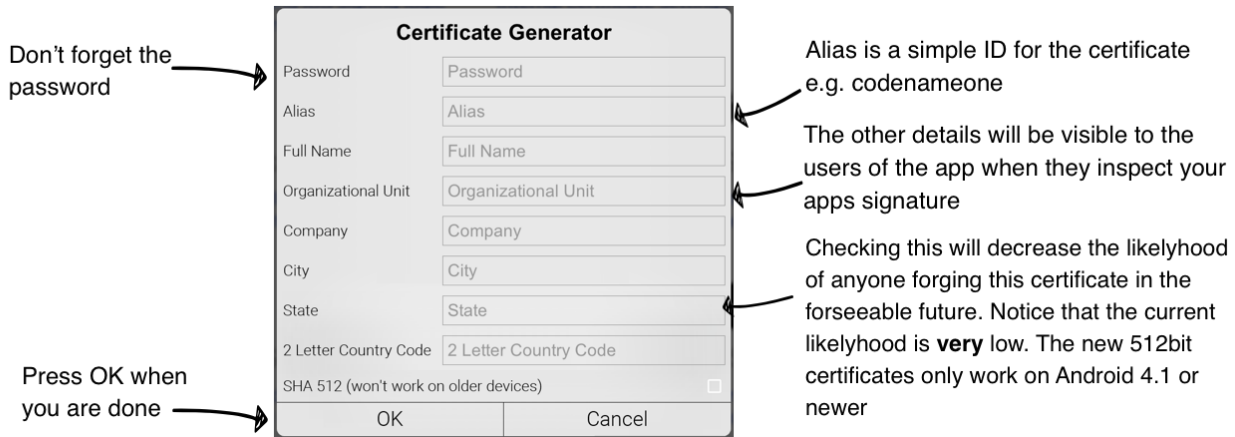 Certificate Generator
Don't forget the
password
Password
Password
Alias
Alias
Full Name
Full Name
Organizational Unit
Organizational Unit
Company
Company
City
City
State
State
2 Letter Country Code
2 Letter Country Code
SHA 512 (won't work on older devices)
OK
Cancel
Press OK when
you are done
Alias is a simple ID for the certificate
e.g. codenameone
The other details will be visible to the
users of the app when they inspect your
apps signature
Checking this will decrease the likelyhood
of anyone forging this certificate in the
forseeable future. Notice that the current
likelyhood is very low. The new 512bit
certificates only work on Android 4.1 or
newer